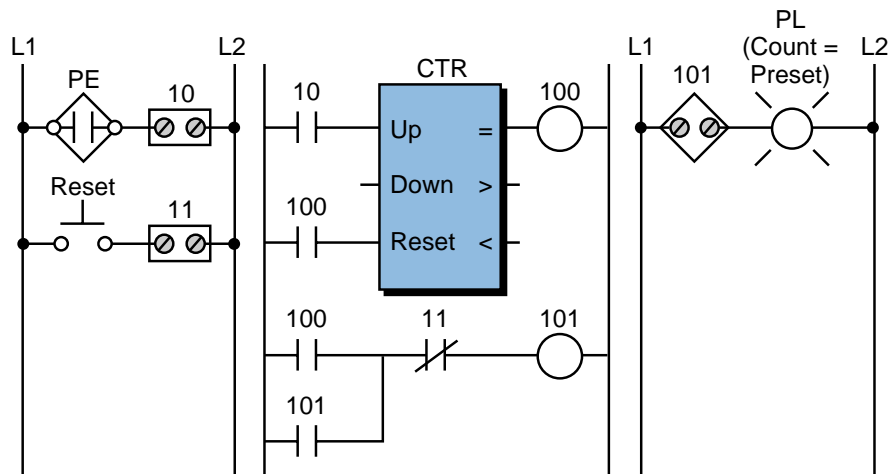 L1
L2
PE
10
Reset
11
CTR
10
Up =
100
Down >
100
Reset <
100
11
101
101
L1
L2
PL
(Count =
Preset)
101